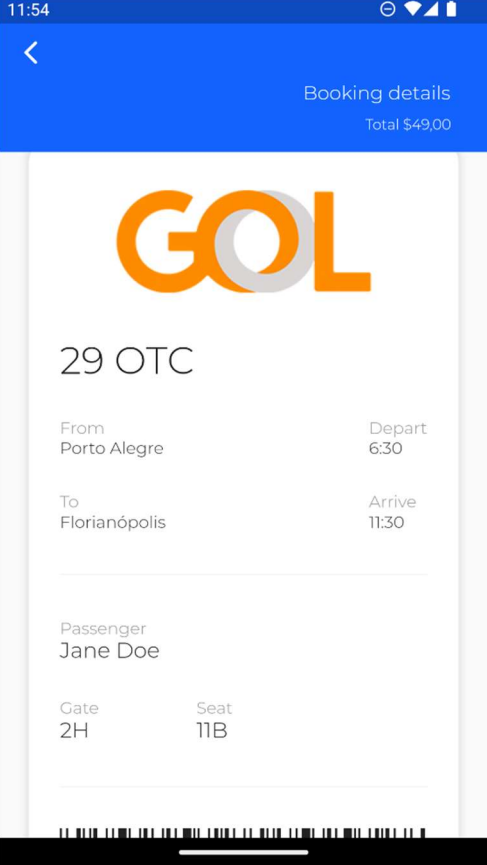 11:54
Booking details
Total $49,00
GOL
29 OTC
From
Depart
Porto Alegre
6:30
To
Arrive
Florianópolis
11:30
Passenger
Jane Doe
Gate
Seat
2H
11B